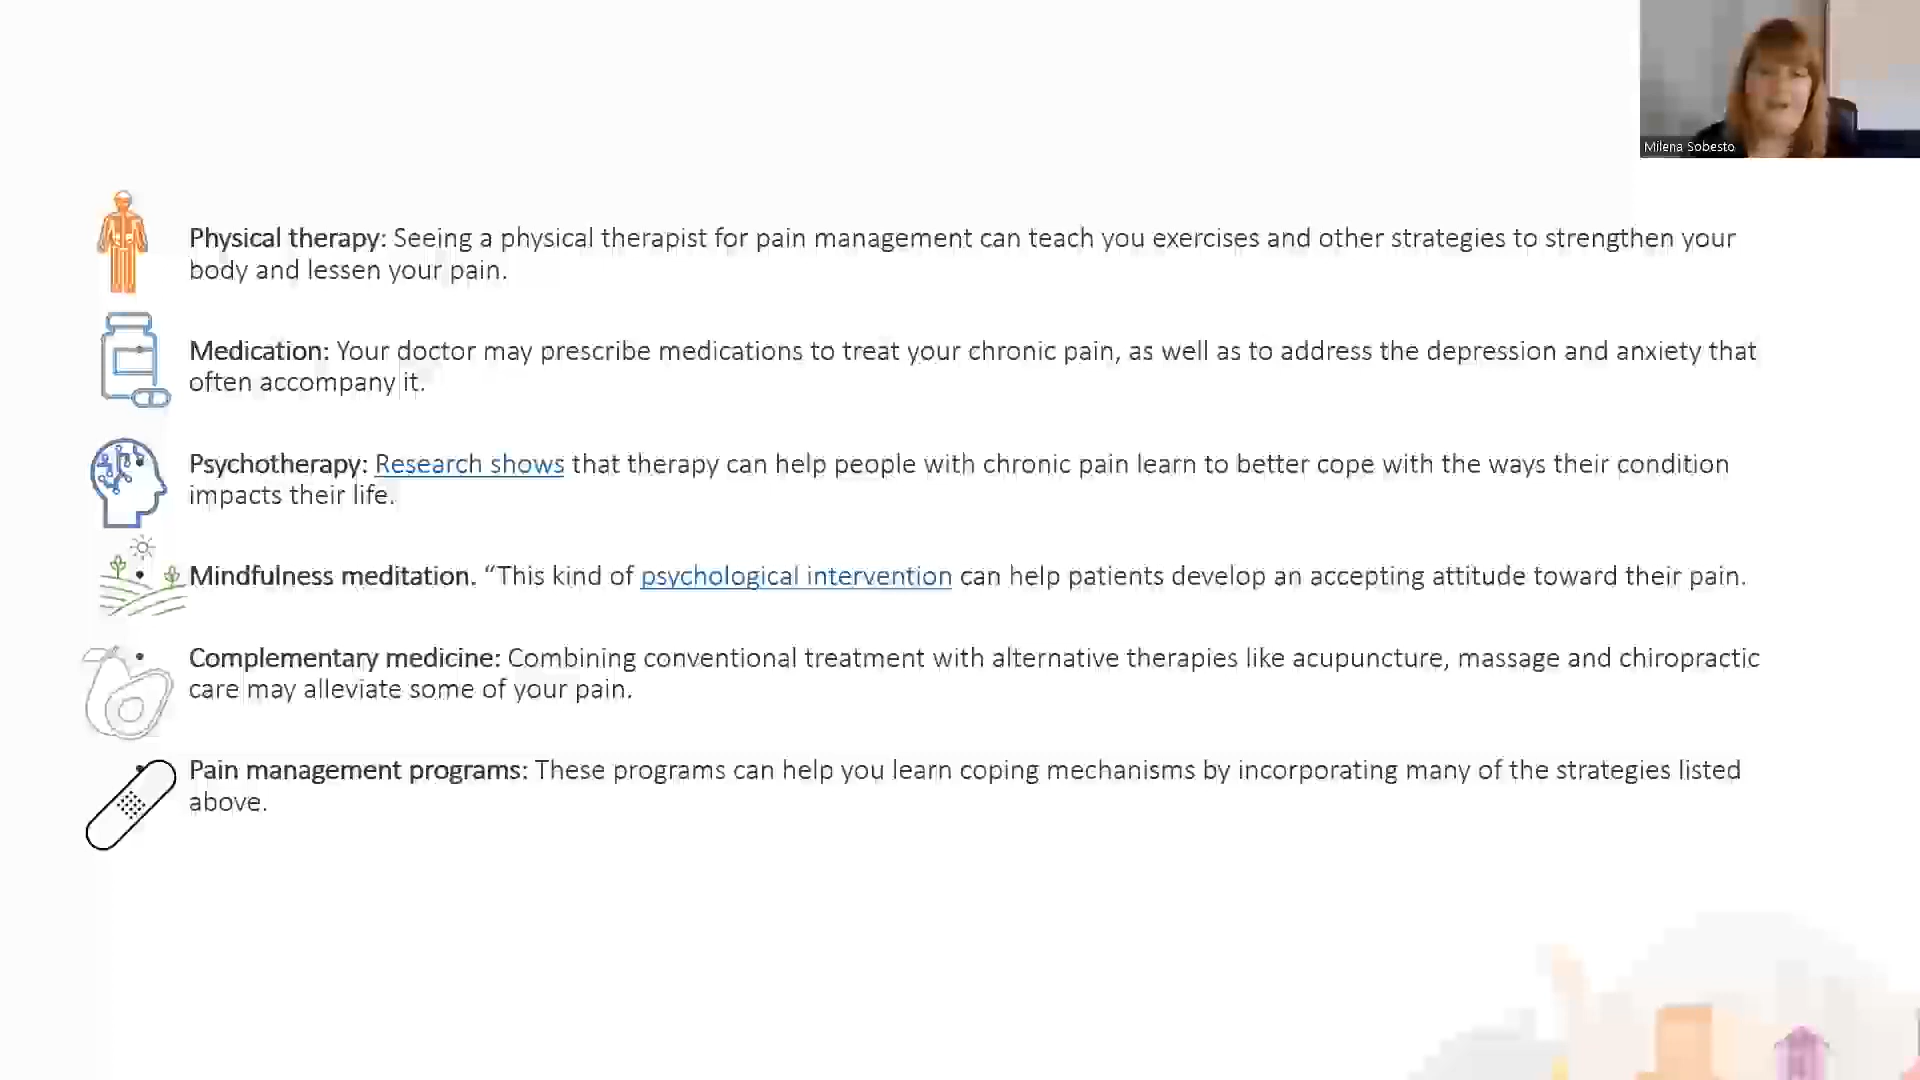 Milena Sobesto
Physical therapy: Seeing a physical therapist for pain management can teach you exercises and other strategies to strengthen your
body and lessen your pain.
Medication: Your doctor may prescribe medications to treat your chronic pain, as well as to address the depression and anxiety that
often accompany it.
Psychotherapy: Research shows that therapy can help people with chronic pain learn to better cope with the ways their condition
impacts their life.
• Mindfulness meditation. “This kind of psychological intervention can help patients develop an accepting attitude toward their pain.
• Complementary medicine: Combining conventional treatment with alternative therapies like acupuncture, massage and chiropractic
care may alleviate some of your pain.
• Pain management programs: These programs can help you learn coping mechanisms by incorporating many of the strategies listed
above.